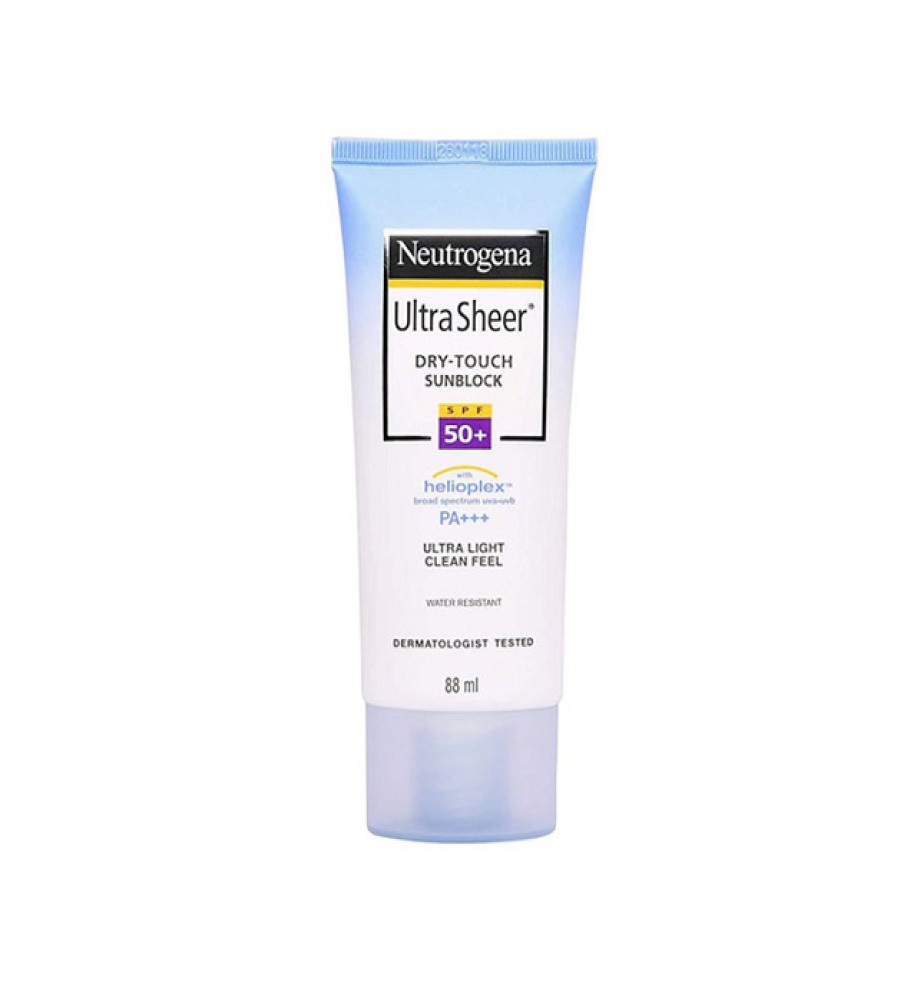 Neutrogena
Ultra Sheer®
DRY-TOUCH
SUNBLOCK
SPF
50+
with
helioplex™
broad spectrum uva-uvb
PA+++
ULTRA LIGHT
CLEAN FEEL
WATER RESISTANT
DERMATOLOGIST TESTED
88 ml